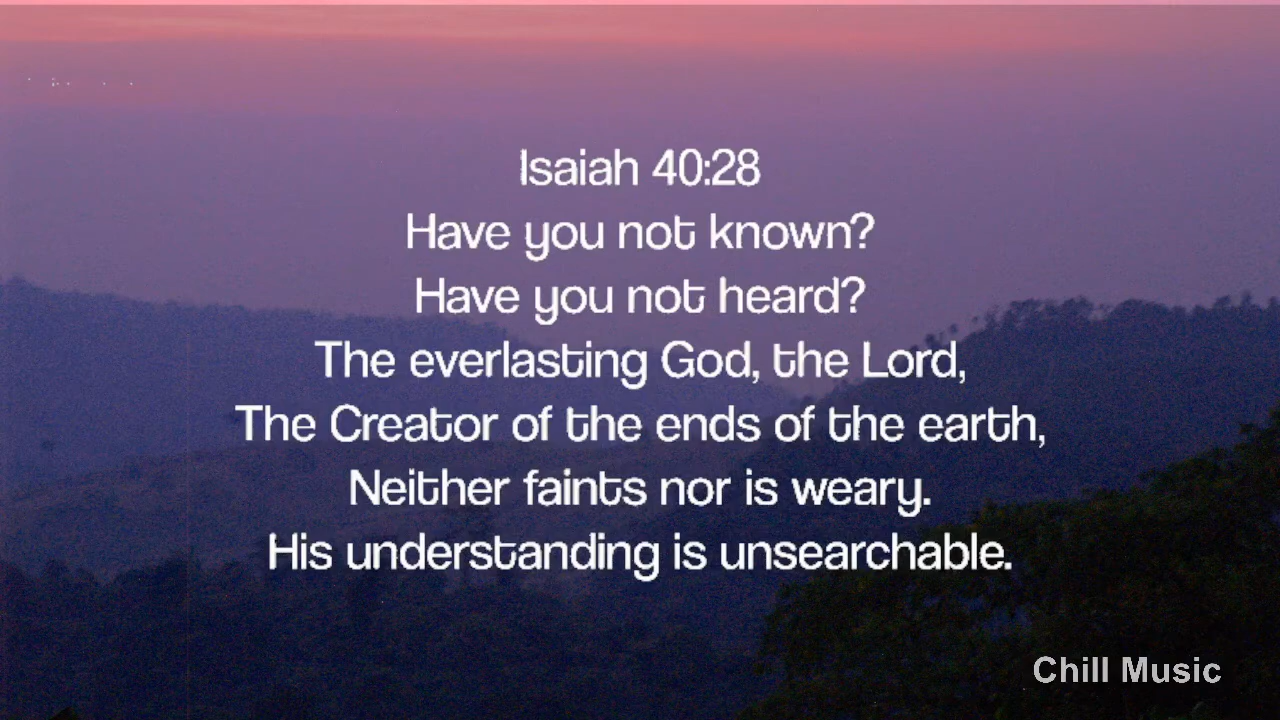 Isaiah 40:28
Have you not known?
Have you not heard?
The everlasting God, the Lord,
The Creator of the ends of the earth,
Neither faints nor is weary.
His understanding is unsearchable.
Chill Music